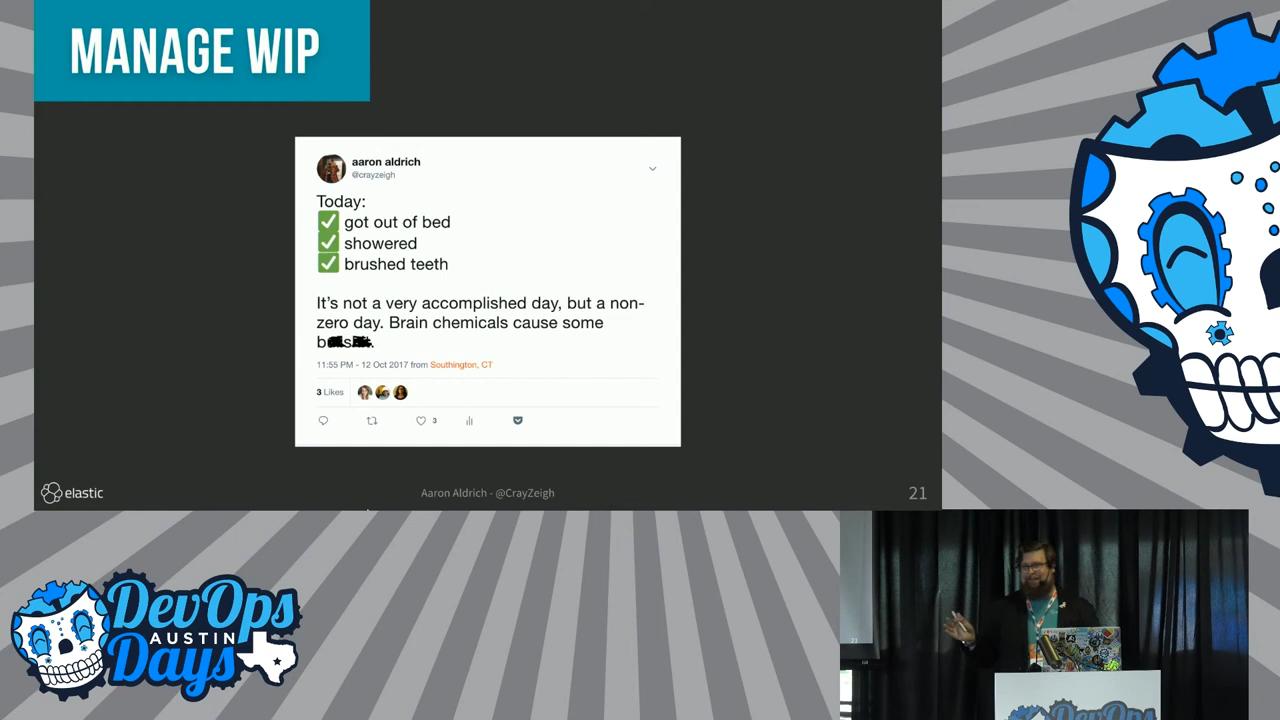 MANAGE WIP
aaron aldrich
@crayzeigh
Today:
✅ got out of bed
✅ showered
✅ brushed teeth
It's not a very accomplished day, but a non-
zero day. Brain chemicals cause some
11:55 PM - 12 Oct 2017 from Southington, CT
3 Likes
3
elastic
Aaron Aldrich - @CrayZeigh
21
DevOps
AUSTIN
Days